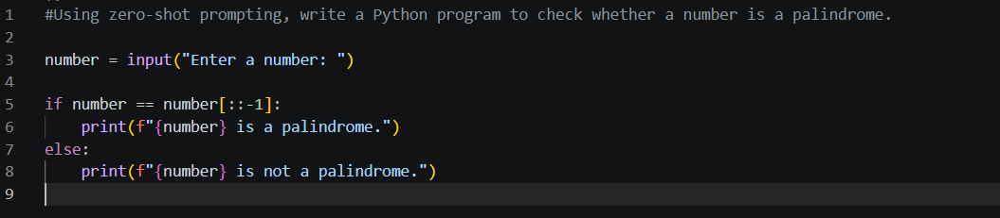 1 #Using zero-shot prompting, write a Python program to check whether a number is a palindrome.
2
3 number = input("Enter a number: ")
4
5 if number == number[::-1]:
6     print(f"{number} is a palindrome.")
7 else:
8     print(f"{number} is not a palindrome.")
9